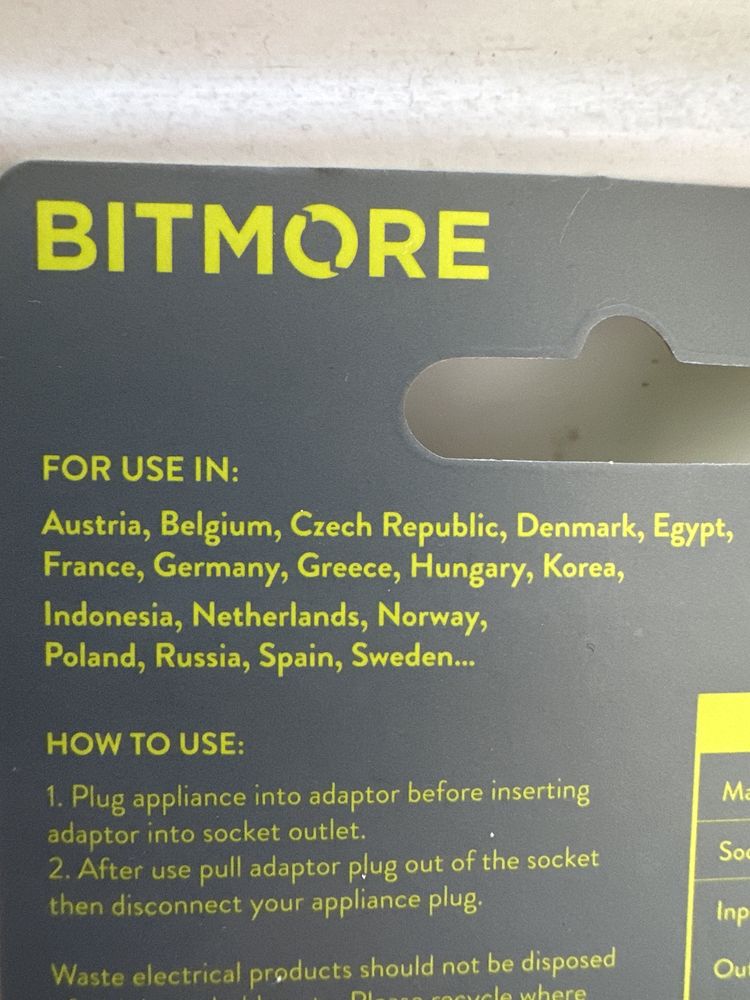 BITMORE
FOR USE IN:
Austria, Belgium, Czech Republic, Denmark, Egypt,
France, Germany, Greece, Hungary, Korea,
Indonesia, Netherlands, Norway,
Poland, Russia, Spain, Sweden...
HOW TO USE:
1. Plug appliance into adaptor before inserting
adaptor into socket outlet.
2. After use pull adaptor plug out of the socket
then disconnect your appliance plug.
Waste electrical products should not be disposed
Please recycle where